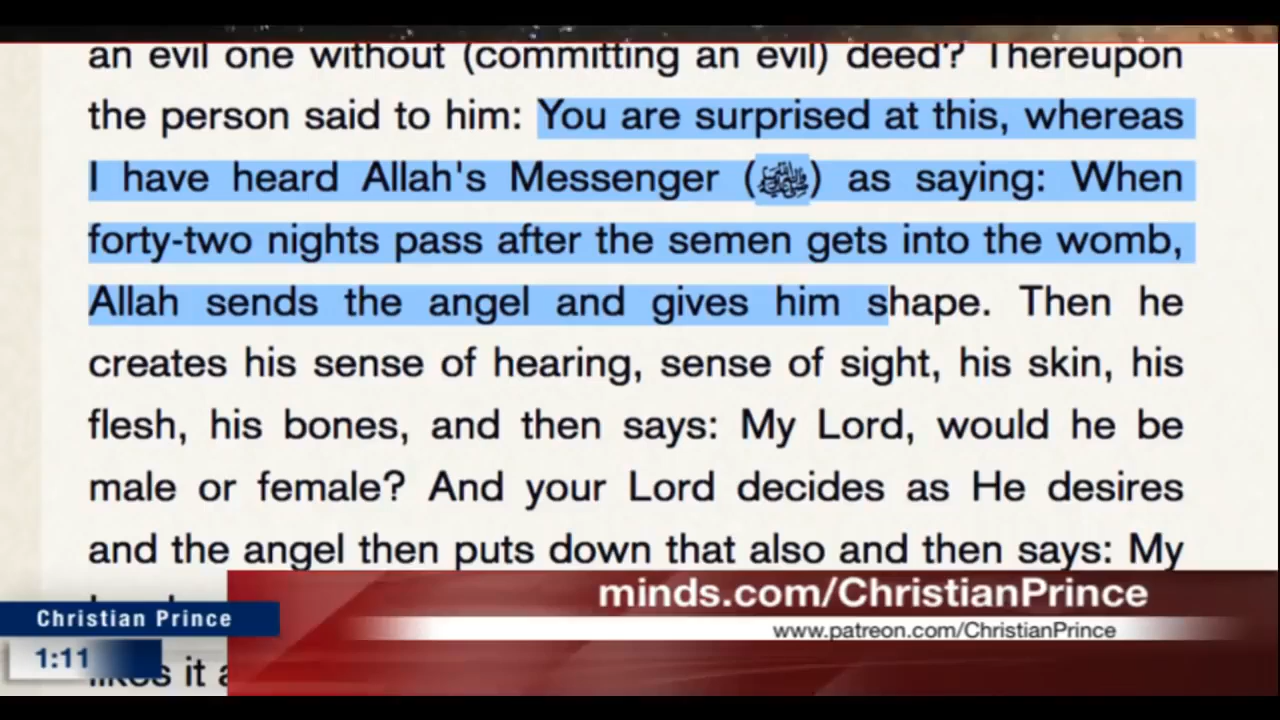 an evil one without (committing an evil) deed? Thereupon
the person said to him: You are surprised at this, whereas
I have heard Allah's Messenger (ﷺ) as saying: When
forty-two nights pass after the semen gets into the womb,
Allah sends the angel and gives him shape. Then he
creates his sense of hearing, sense of sight, his skin, his
flesh, his bones, and then says: My Lord, would he be
male or female? And your Lord decides as He desires
and the angel then puts down that also and then says: My
minds.com/ChristianPrince
Christian Prince
www.patreon.com/ChristianPrince
1:11
it a